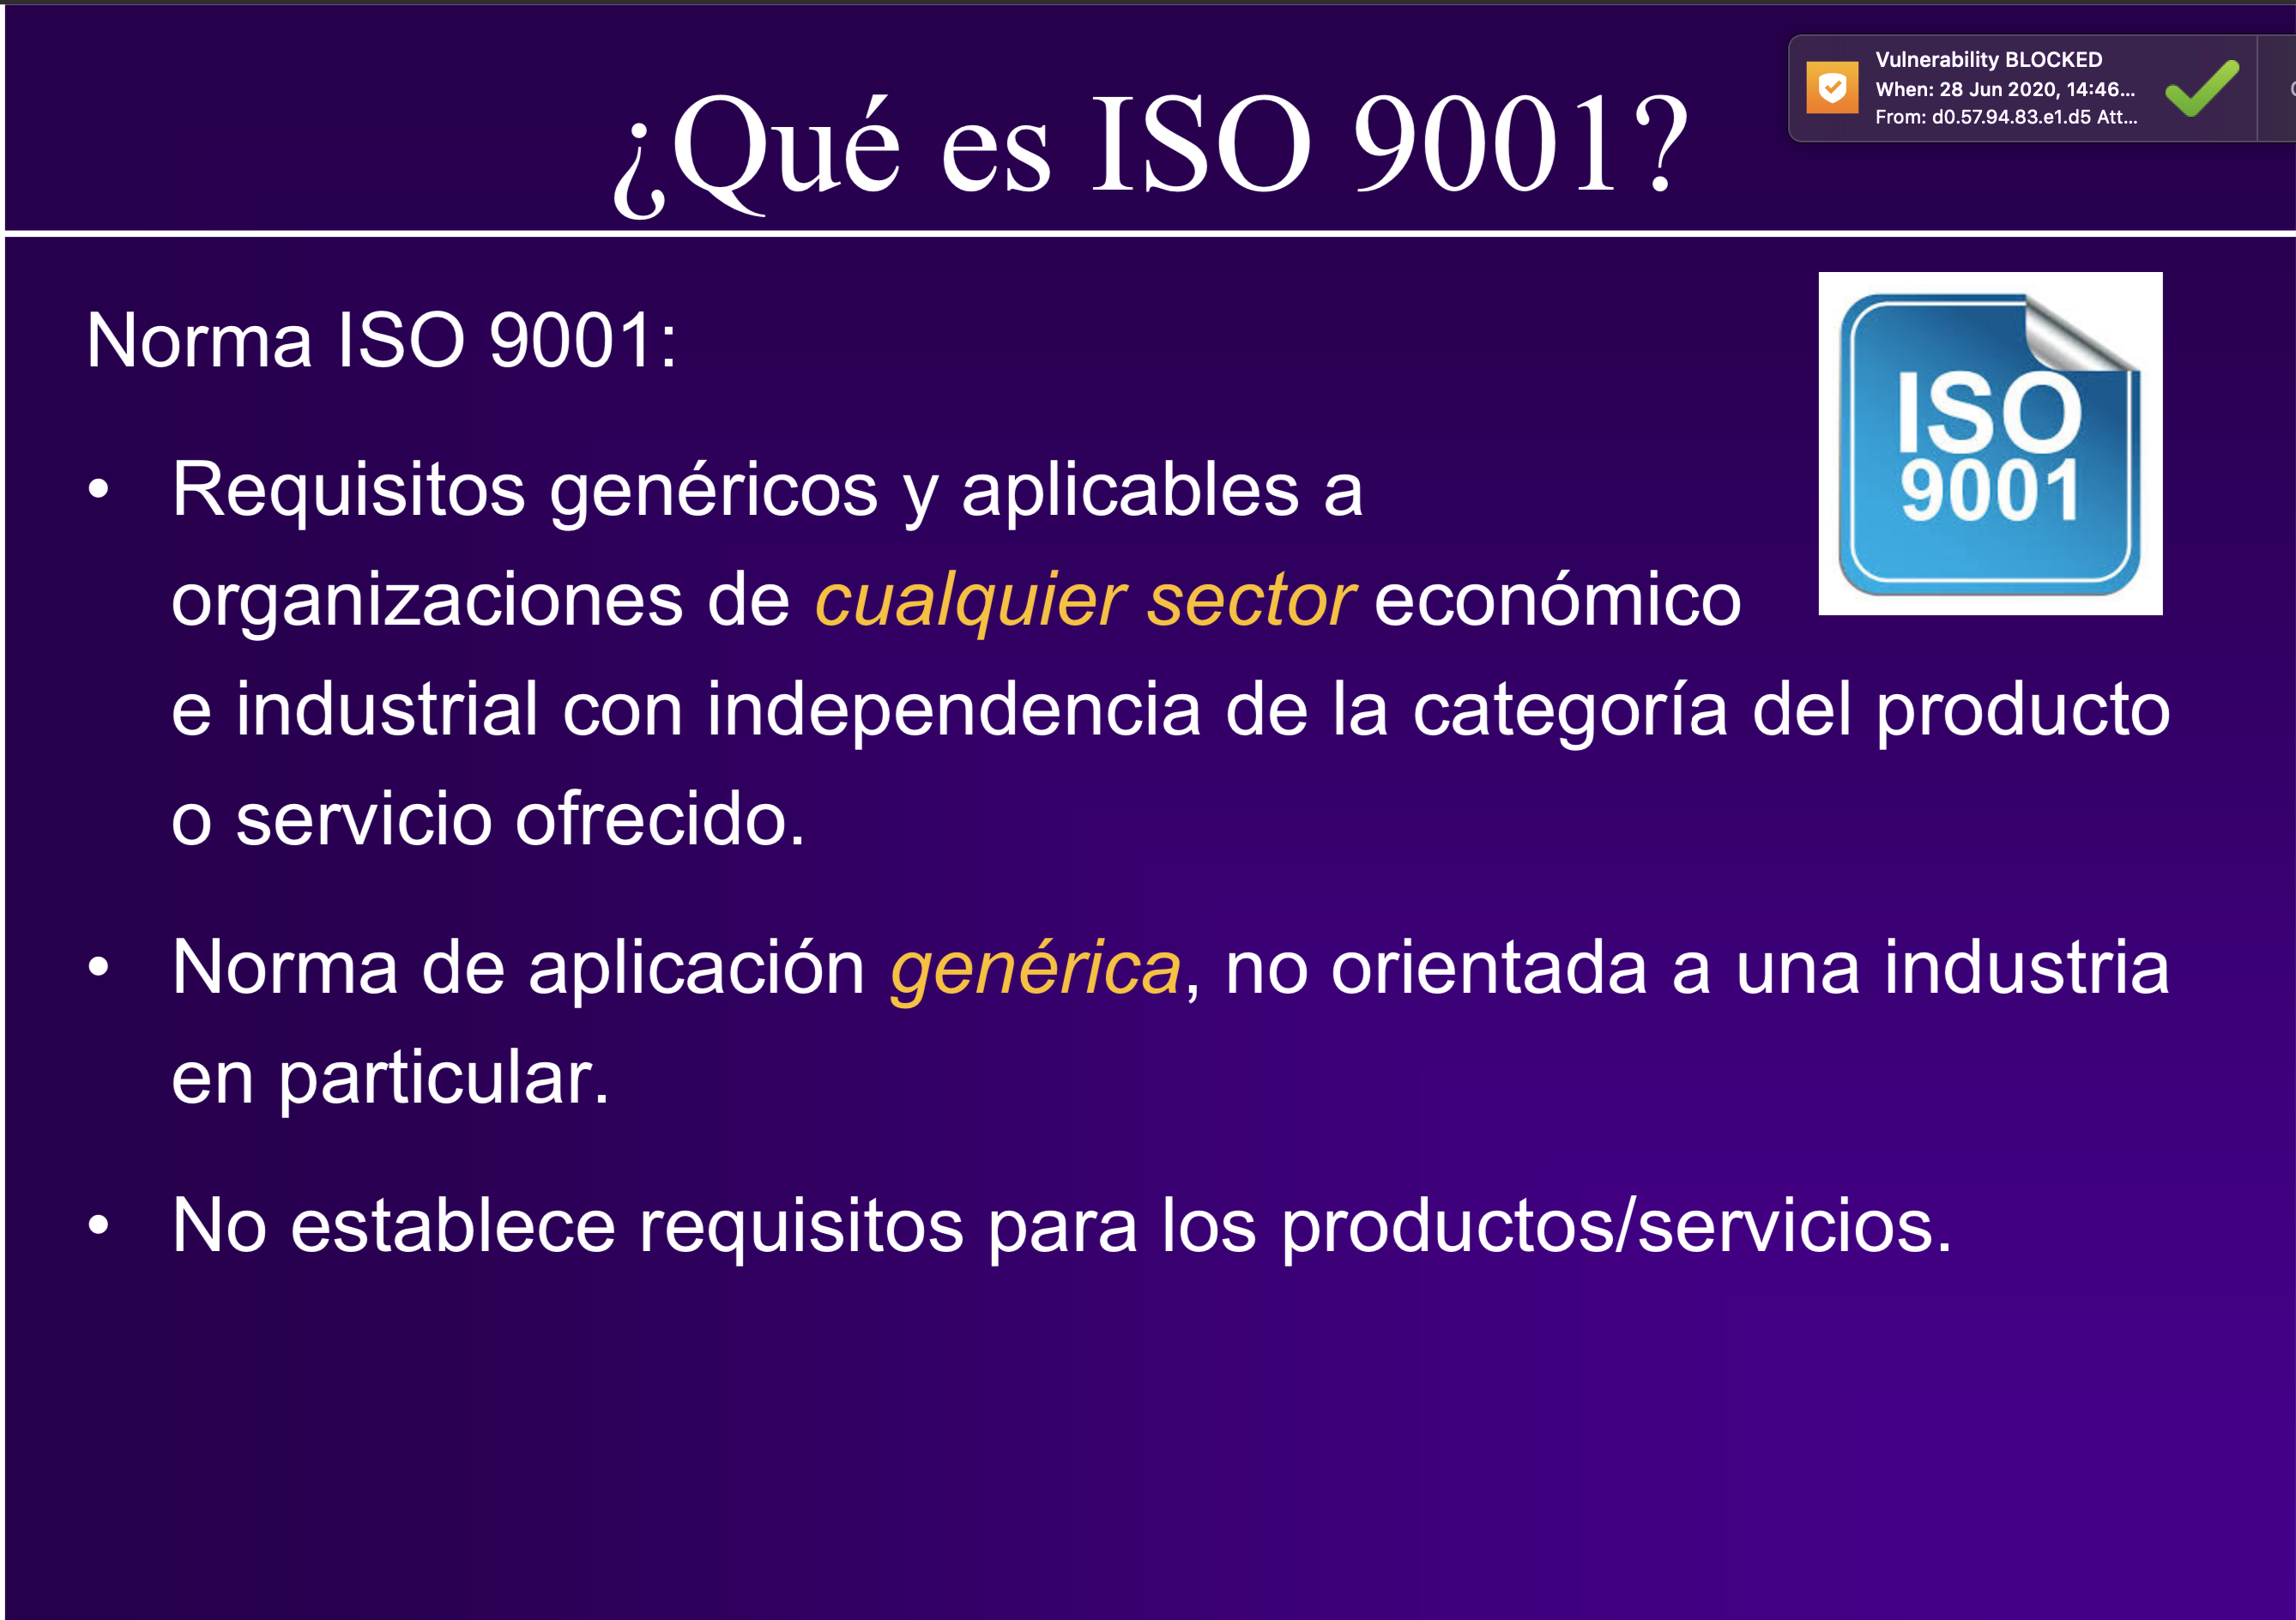 ¿Qué es ISO 9001?
Vulnerability BLOCKED
When: 28 Jun 2020, 14:46...
From: d0.57.94.83.e1.d5 Att...
Norma ISO 9001:
ISO
9001
• Requisitos genéricos y aplicables a
organizaciones de cualquier sector económico
e industrial con independencia de la categoría del producto
o servicio ofrecido.
• Norma de aplicación genérica, no orientada a una industria
en particular.
• No establece requisitos para los productos/servicios.